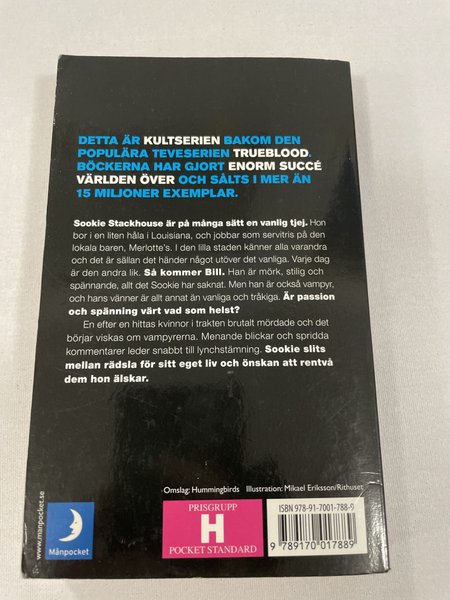 DETTA ÄR KULTSERIEN BAKOM DEN
POPULÄRA TEVESERIEN TRUEBLOOD.
BÖCKERNA HAR GJORT ENORM SUCCÉ
VÄRLDEN ÖVER OCH SÅLTS I MER ÄN
15 MILJONER EXEMPLAR.
Sookie Stackhouse är på många sätt en vanlig tjej. Hon
bor i en liten håla i Louisiana, och jobbar som servitris på den
lokala baren, Merlotte's. I den lilla staden känner alla varandra
och det är sällan det händer något utöver det vanliga. Varje dag
är den andra lik. Så kommer Bill. Han är mörk, stilig och
spännande, allt det Sookie har saknat. Men han är också vampyr,
och hans vänner är allt annat än vanliga och tråkiga. Är passion
och spänning värt vad som helst?
En efter en hittas kvinnor i trakten brutalt mördade och det
börjar viskas om vampyrerna. Menande blickar och spridda
kommentarer leder snabbt till lynchstämning. Sookie slits
mellan rädsla för sitt eget liv och önskan att rentvå
dem hon älskar.
Omslag: Hummingbirds Illustration: Mikael Eriksson/Rithuset
www.manpocket.se
Månpocket
PRISGRUPP
H
POCKET STANDARD
ISBN 978-91-7001-788-9
9 789170 017889